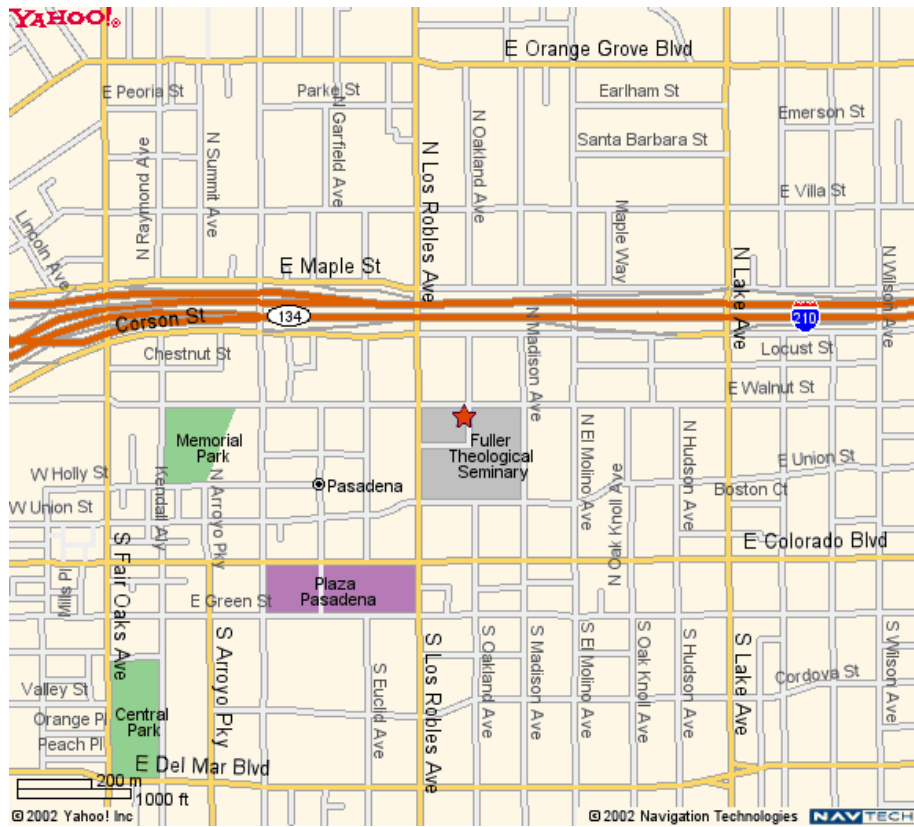 YAHOO!®
E Orange Grove Blvd
E Peoria St
Parke St
Earlham St
Emerson St
N Raymond Ave
N Summit Ave
N Garfield Ave
N Los Robles Ave
N Oakland Ave
Santa Barbara St
E Villa St
Maple Way
Lincoln Ave
E Maple St
N Lake Ave
N Wilson Ave
Corson St
134
210
N Madison Ave
Chestnut St
Locust St
E Walnut St
Memorial
Park
Fuller
Theological
Seminary
N El Molino Ave
N Oak Knoll Ave
N Hudson Ave
E Union St
W Holly St
Kendall Aly
N Arroyo Pky
Pasadena
Boston Ct
W Union St
S Fair Oaks Ave
E Colorado Blvd
Mills Pl
Plaza
Pasadena
E Green St
S Arroyo Pky
S Euclid Ave
S Los Robles Ave
S Oakland Ave
S Madison Ave
S El Molino Ave
S Oak Knoll Ave
S Hudson Ave
S Lake Ave
S Wilson Ave
Cordova St
Valley St
Orange Pl
Peach Pl
Central
Park
E Del Mar Blvd
200 m
1000 ft
©2002 Yahoo! Inc
©2002 Navigation Technologies
NAVTECH